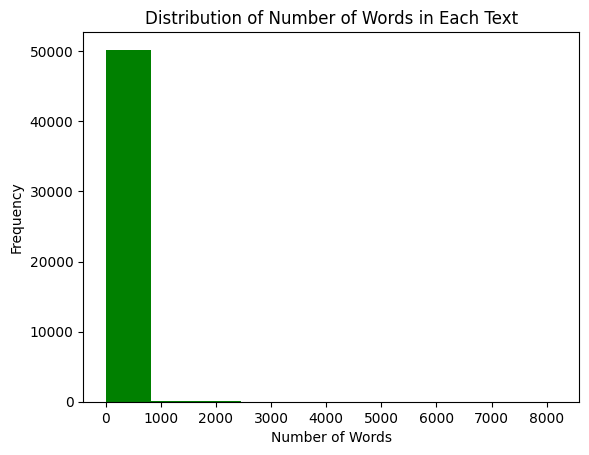 Distribution of Number of Words in Each Text
50000
40000
30000
20000
10000
0
Frequency
0 1000 2000 3000 4000 5000 6000 7000 8000
Number of Words